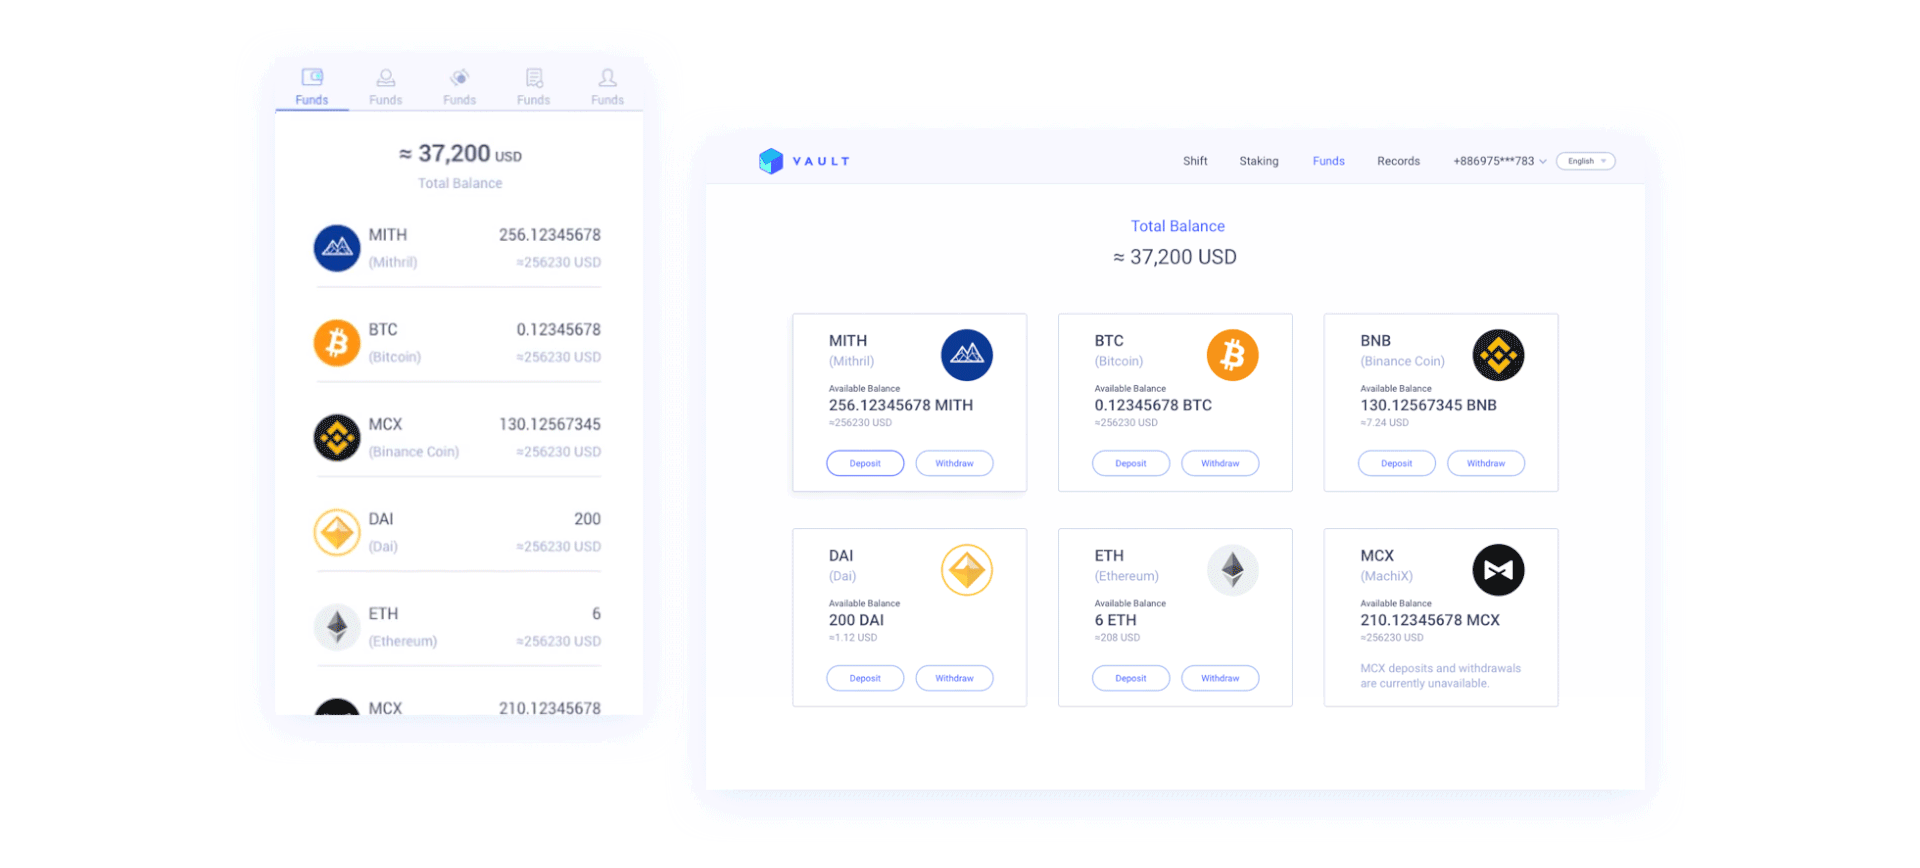 Funds Funds Funds Funds Funds
≈ 37,200 USD
Total Balance
MITH 256.12345678
(Mithril) ≈256230 USD
BTC 0.12345678
(Bitcoin) ≈256230 USD
MCX 130.12567345
(Binance Coin) ≈256230 USD
DAI 200
(Dai) ≈256230 USD
ETH 6
(Ethereum) ≈256230 USD
MCX 210.12345678
VAULT Shift Staking Funds Records +886975***783 English
Total Balance
≈ 37,200 USD
MITH
(Mithril)
Available Balance
256.12345678 MITH
≈256230 USD
Deposit Withdraw
BTC
(Bitcoin)
Available Balance
0.12345678 BTC
≈256230 USD
Deposit Withdraw
BNB
(Binance Coin)
Available Balance
130.12567345 BNB
≈7.24 USD
Deposit Withdraw
DAI
(Dai)
Available Balance
200 DAI
≈1.12 USD
Deposit Withdraw
ETH
(Ethereum)
Available Balance
6 ETH
≈208 USD
Deposit Withdraw
MCX
(MachiX)
Available Balance
210.12345678 MCX
≈256230 USD
MCX deposits and withdrawals
are currently unavailable.